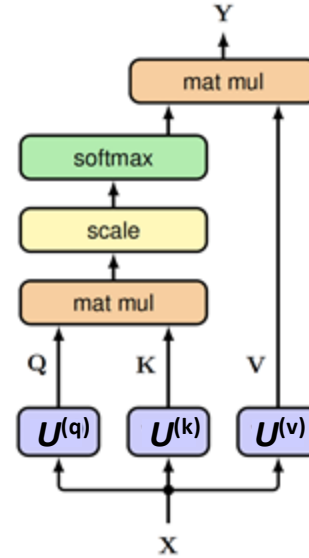 Y
mat mul
softmax
scale
mat mul
Q K V
U(q) U(k) U(v)
X